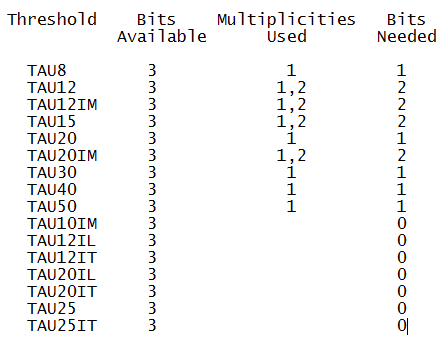 Threshold Bits Multiplicities Bits
Available Used Needed
TAU8 3 1 1
TAU12 3 1,2 2
TAU12IM 3 1,2 2
TAU15 3 1,2 2
TAU20 3 1 1
TAU20IM 3 1,2 2
TAU30 3 1 1
TAU40 3 1 1
TAU50 3 1 1
TAU10IM 3 0
TAU12IL 3 0
TAU12IT 3 0
TAU20IL 3 0
TAU20IT 3 0
TAU25 3 0
TAU25IT 3 0